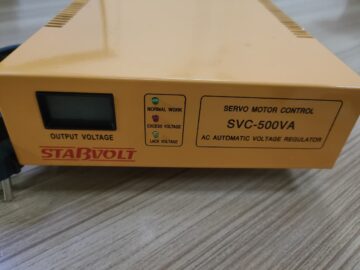 OUTPUT VOLTAGE
STABVOLT
NORMAL WORK
EXCESS VOLTAGE
LACK VOLTAGE
SERVO MOTOR CONTROL
SVC-500VA
AC AUTOMATIC VOLTAGE REGULATOR